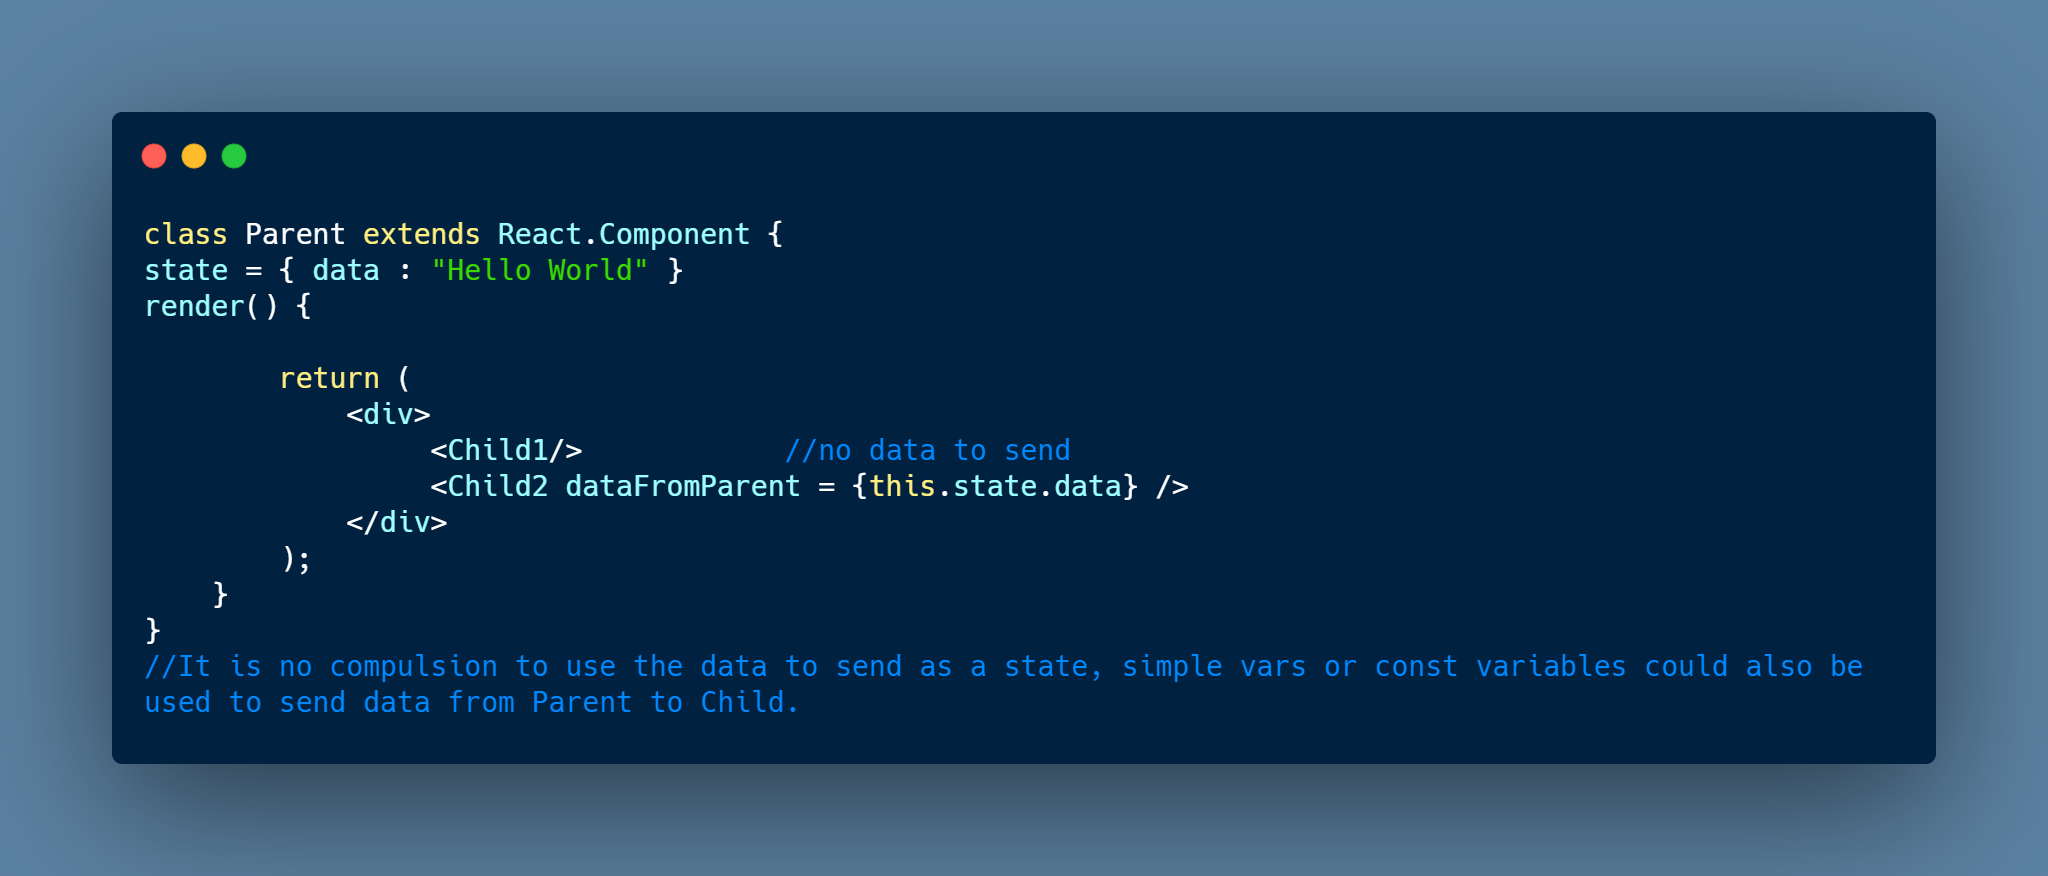 class Parent extends React.Component {
state = { data : "Hello World" }
render() {
return (
<div>
<Child1/> //no data to send
<Child2 dataFromParent = {this.state.data} />
</div>
);
}
}
//It is no compulsion to use the data to send as a state, simple vars or const variables could also be
used to send data from Parent to Child.